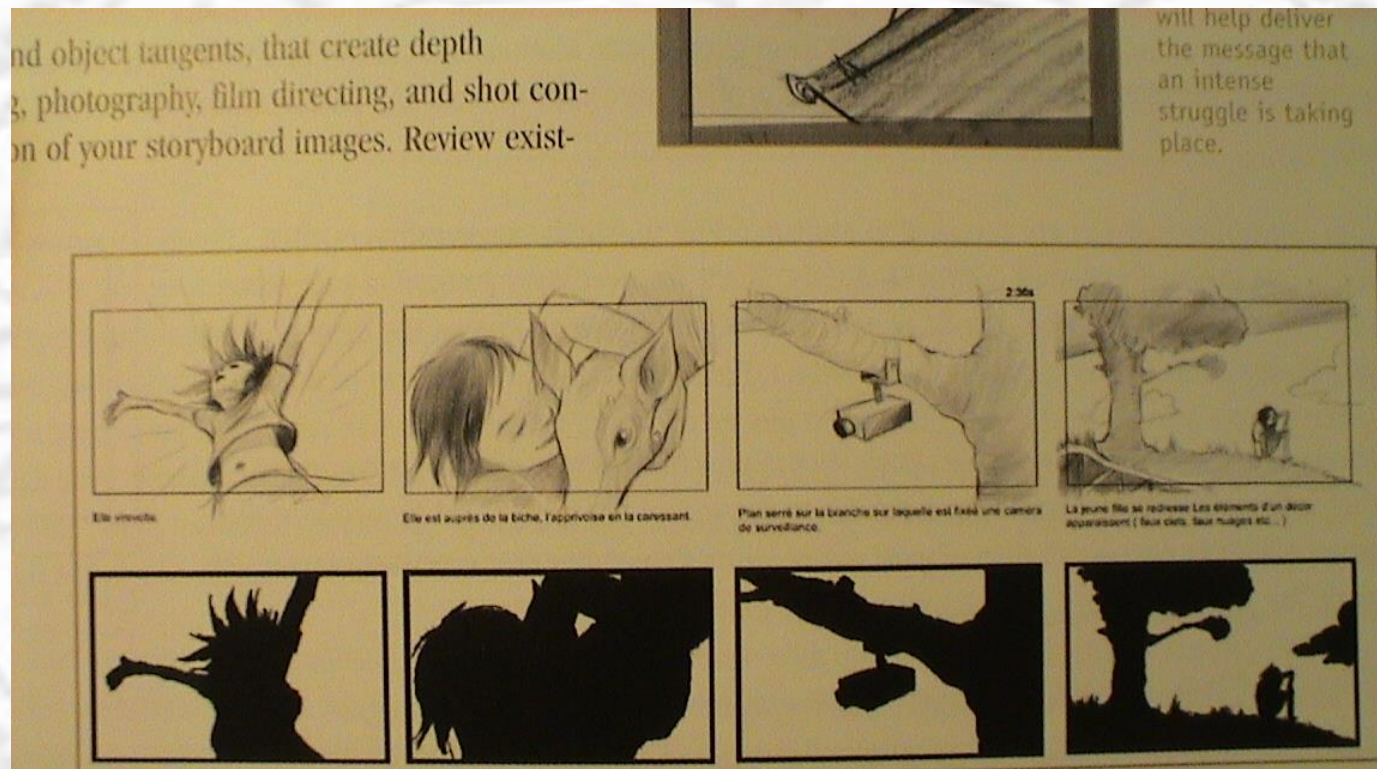 nd object tangents, that create depth
g, photography, film directing, and shot con-
on of your storyboard images. Review exist-
will help deliver
the message that
an intense
struggle is taking
place.
2:36s
Elle virevolte.
Elle est auprès de la biche, l'apprivoise en la caressant.
Plan serré sur la branche sur laquelle est fixée une caméra
de surveillance.
La jeune fille se redresse Les éléments d'un décor
apparaissent ( faux ciels, faux nuages etc... )